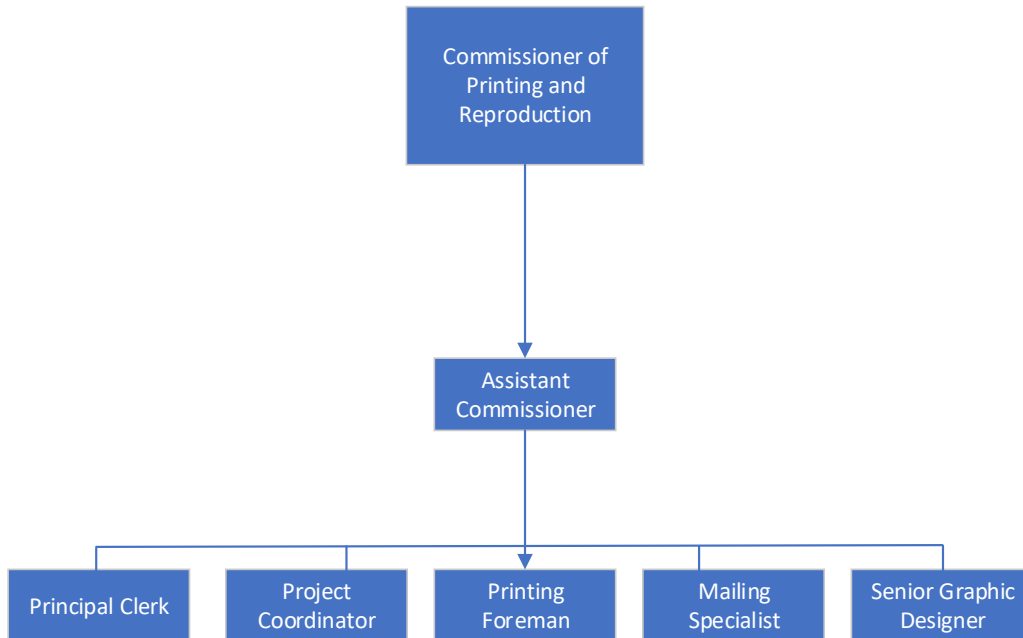 Commissioner of
Printing and
Reproduction
Assistant
Commissioner
Principal Clerk
Project
Coordinator
Printing
Foreman
Mailing
Specialist
Senior Graphic
Designer